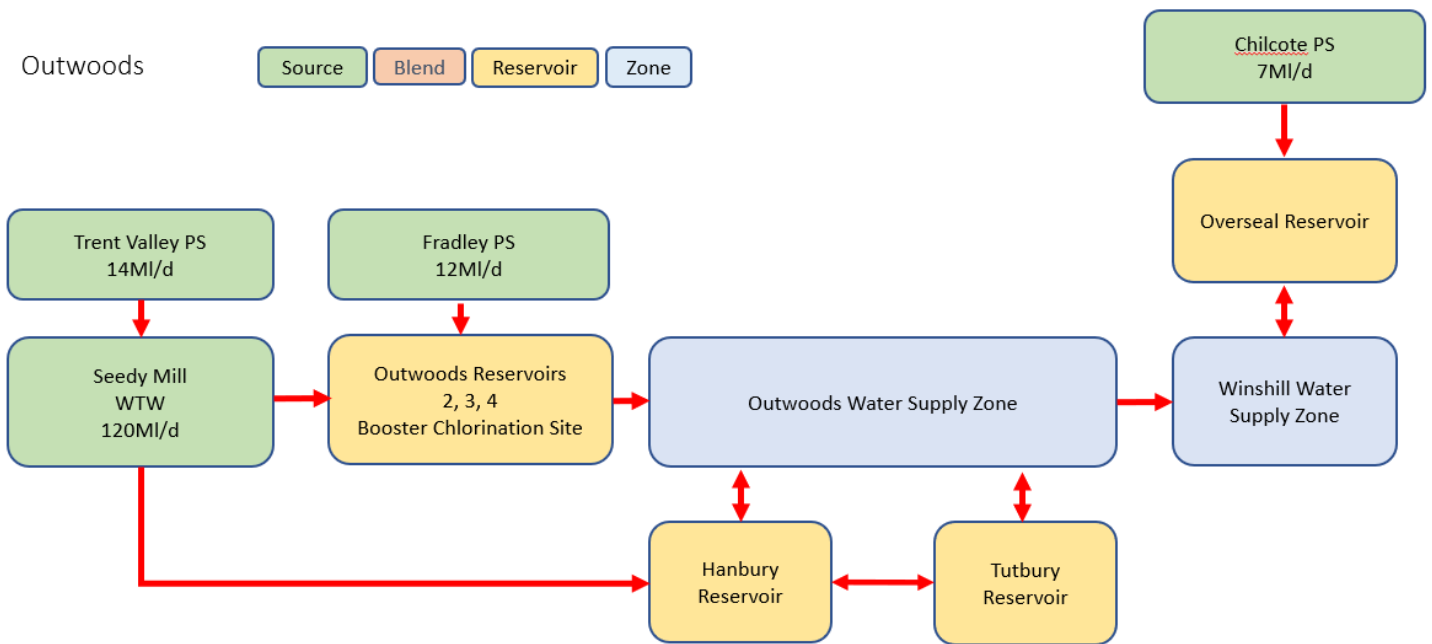 Outwoods
Source
Blend
Reservoir
Zone
Chilcote PS
7Ml/d
Overseal Reservoir
Trent Valley PS
14Ml/d
Fradley PS
12Ml/d
Seedy Mill
WTW
120Ml/d
Outwoods Reservoirs
2, 3, 4
Booster Chlorination Site
Outwoods Water Supply Zone
Winshill Water
Supply Zone
Hanbury
Reservoir
Tutbury
Reservoir